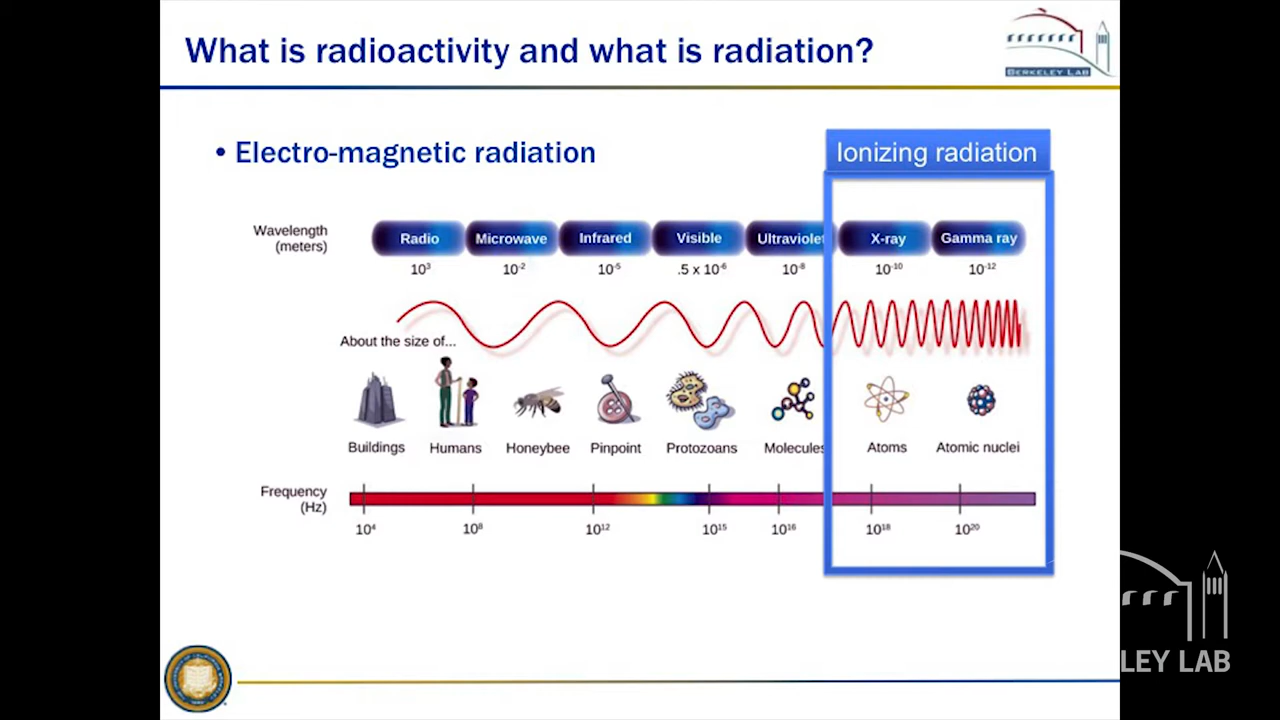 What is radioactivity and what is radiation?
BERKELEY LAB
• Electro-magnetic radiation
Ionizing radiation
Wavelength
(meters)
Radio
Microwave
Infrared
Visible
Ultraviolet
X-ray
Gamma ray
10³
10⁻²
10⁻⁵
.5 x 10⁻⁶
10⁻⁸
10⁻¹⁰
10⁻¹²
About the size of...
Buildings
Humans
Honeybee
Pinpoint
Protozoans
Molecules
Atoms
Atomic nuclei
Frequency
(Hz)
10⁴
10⁸
10¹²
10¹⁵
10¹⁶
10¹⁸
10²⁰
LEY LAB